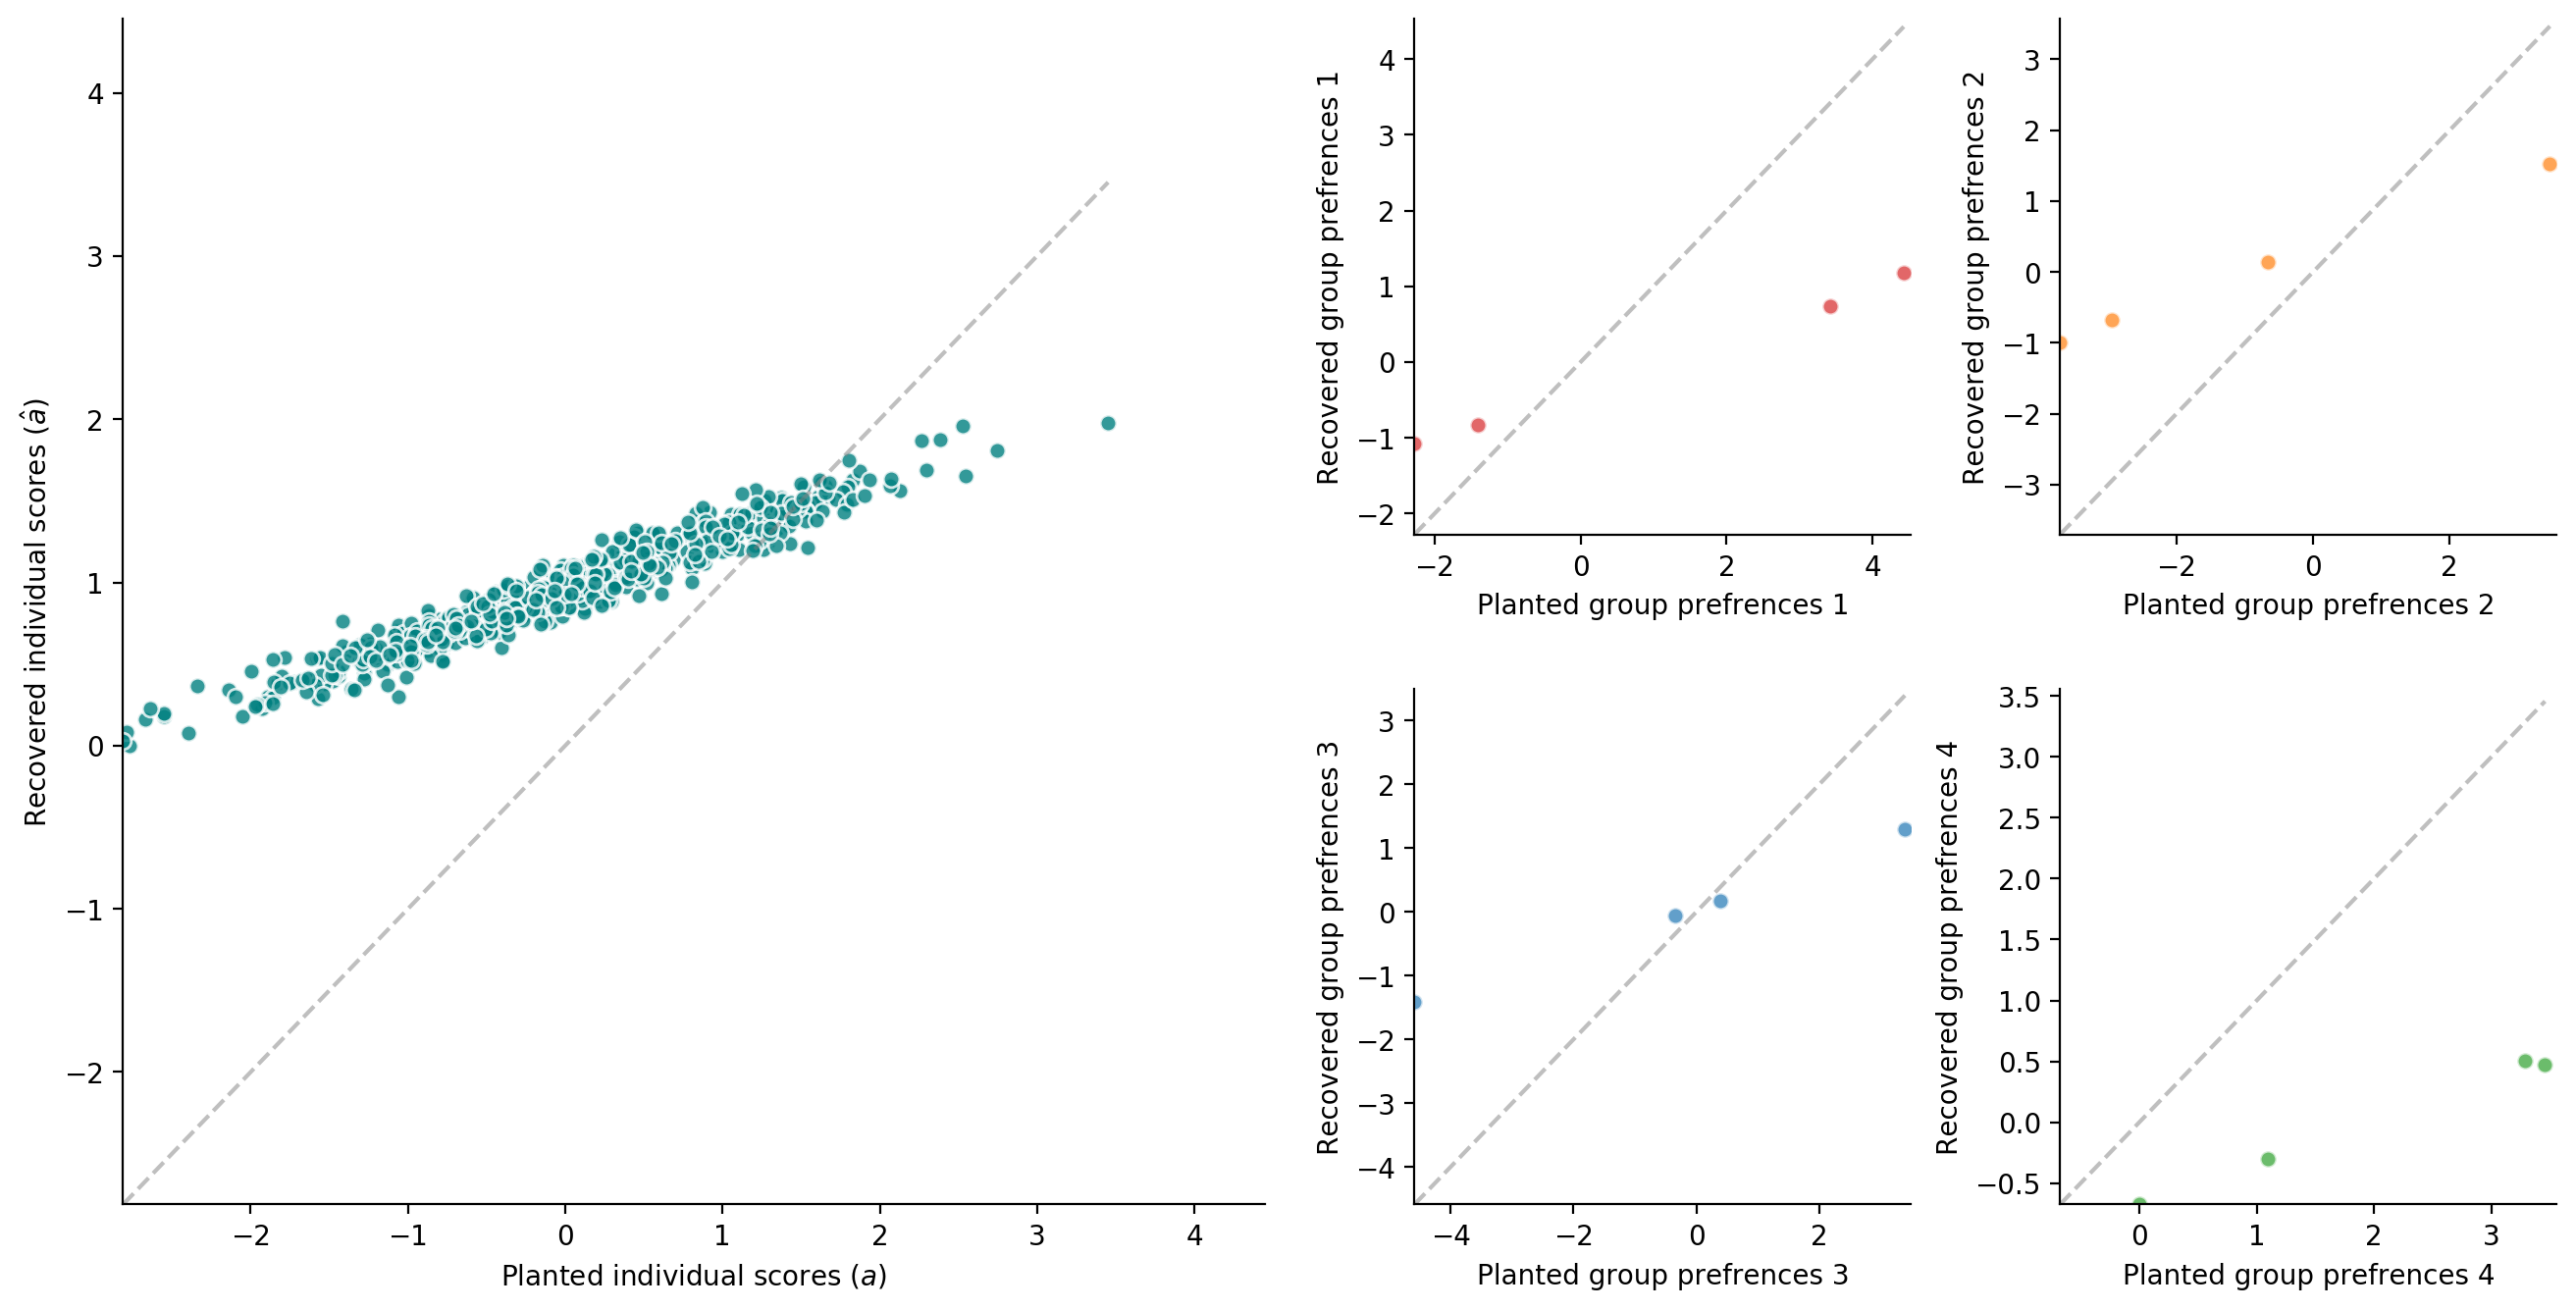 Recovered individual scores (â)
4
3
2
1
0
−1
−2
−2 −1 0 1 2 3 4
Planted individual scores (a)
Recovered group prefrences 1
4
3
2
1
0
−1
−2
−2 0 2 4
Planted group prefrences 1
Recovered group prefrences 2
3
2
1
0
−1
−2
−3
−2 0 2
Planted group prefrences 2
Recovered group prefrences 3
3
2
1
0
−1
−2
−3
−4
−4 −2 0 2
Planted group prefrences 3
Recovered group prefrences 4
3.5
3.0
2.5
2.0
1.5
1.0
0.5
0.0
−0.5
0 1 2 3
Planted group prefrences 4